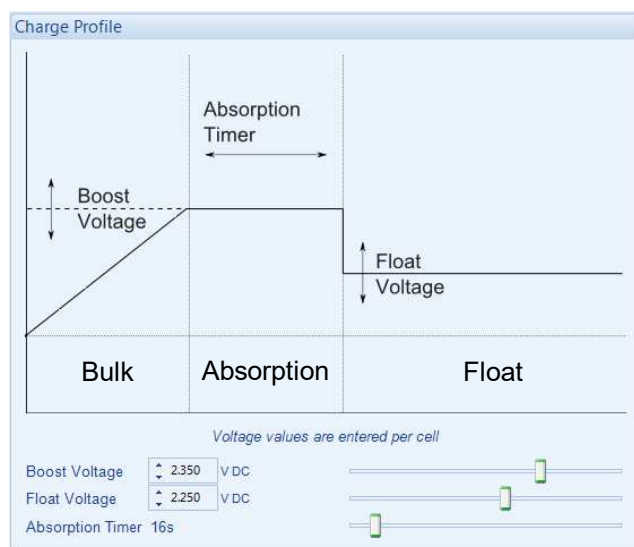 Charge Profile
Absorption
Timer
Boost
Voltage
Float
Voltage
Bulk Absorption Float
Voltage values are entered per cell
Boost Voltage 2.350 V DC
Float Voltage 2.250 V DC
Absorption Timer 16s